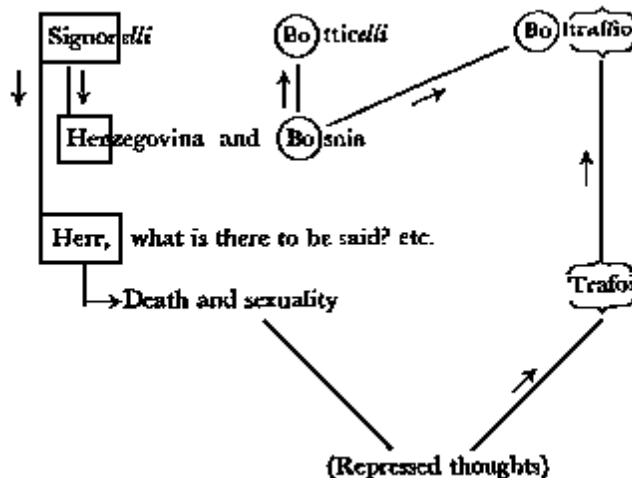 Signorelli Botticelli Boltraffio
Herzegovina and Bosnia
Herr, what is there to be said? etc.
Trafoi
Death and sexuality
(Repressed thoughts)